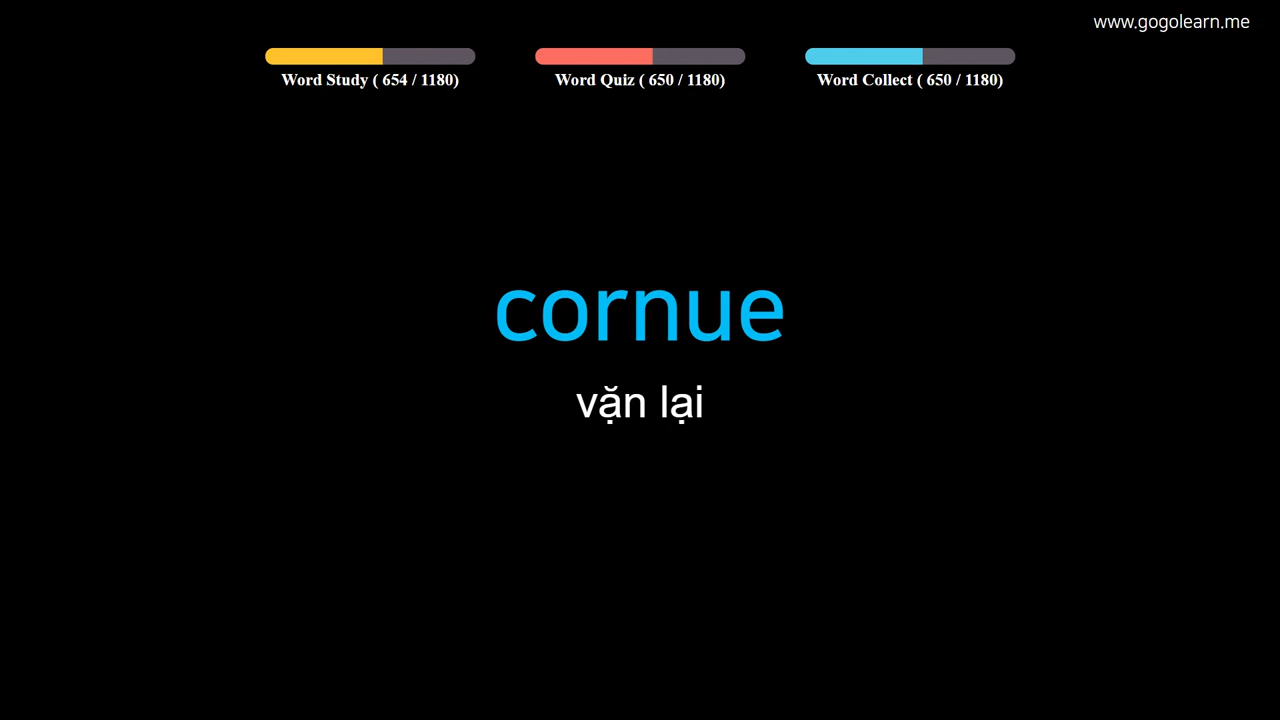 www.gogolearn.me
Word Study ( 654 / 1180)
Word Quiz ( 650 / 1180)
Word Collect ( 650 / 1180)
cornue
vặn lại